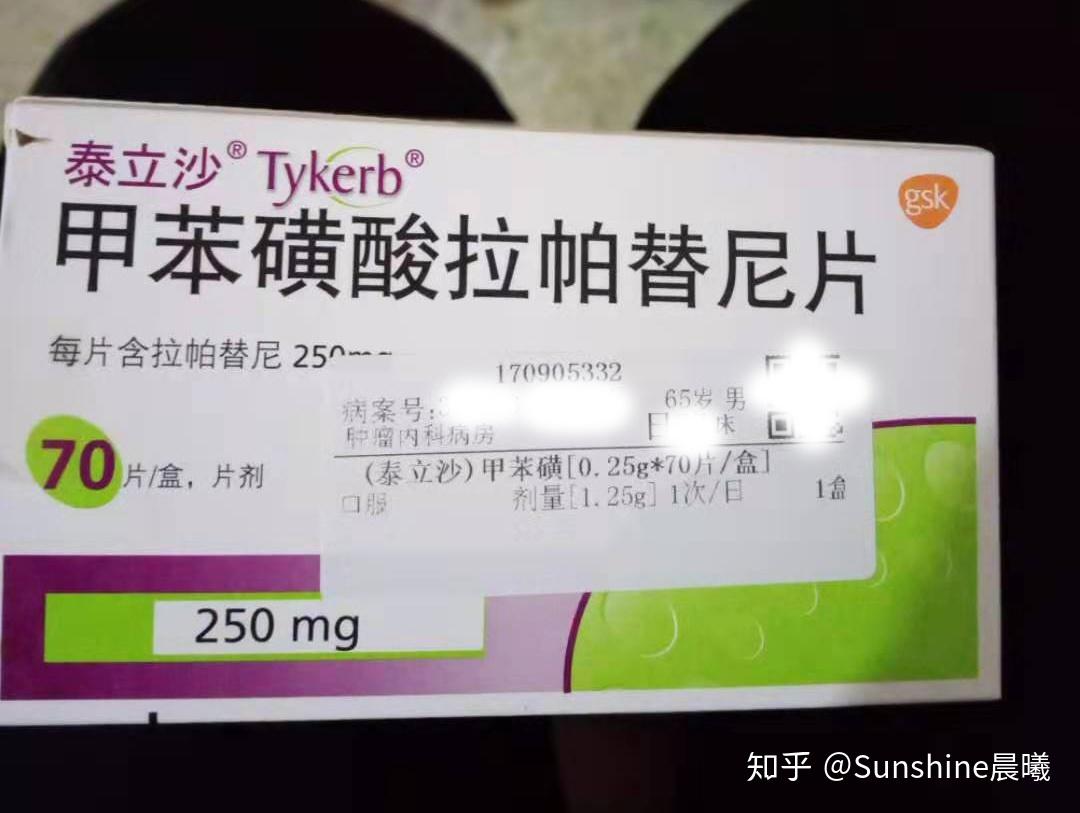 泰立沙® Tykerb®
gsk
甲苯磺酸拉帕替尼片
每片含拉帕替尼 250mg
170905332
病案号: 65岁 男
肿瘤内科病房 日 床
(泰立沙)甲苯磺[0.25g*70片/盒]
口服 剂量[1.25g] 1次/日 1盒
70片/盒，片剂
250 mg
知乎 @Sunshine晨曦